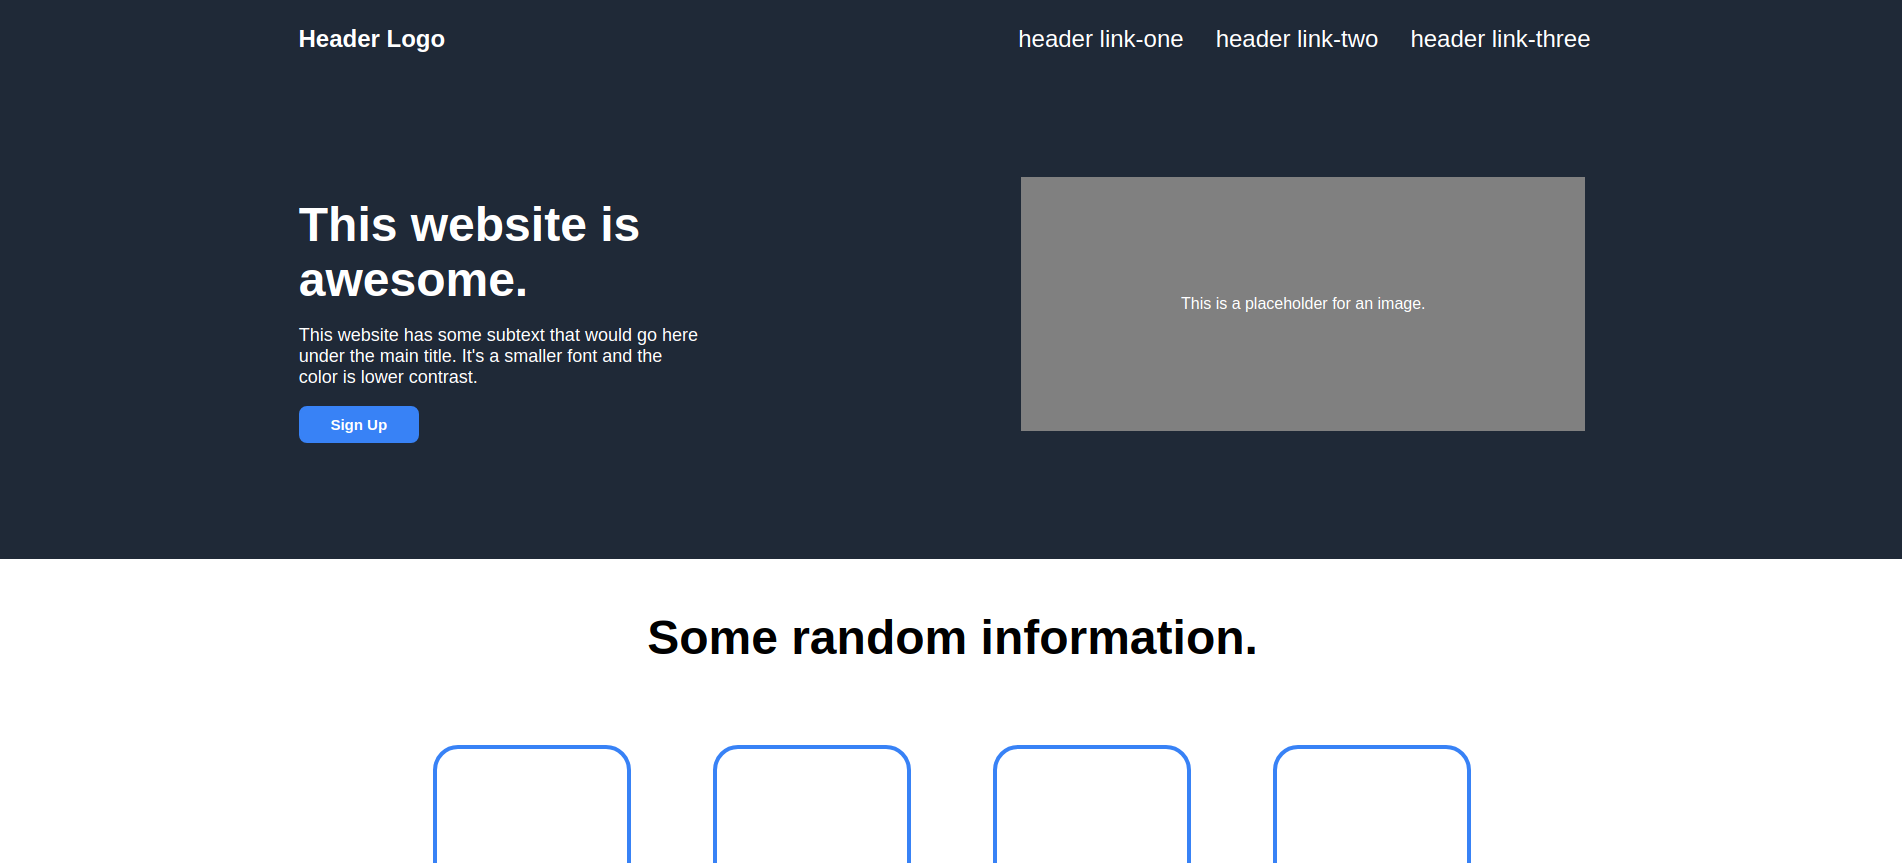 Header Logo
header link-one header link-two header link-three
This website is
awesome.
This website has some subtext that would go here
under the main title. It's a smaller font and the
color is lower contrast.
Sign Up
This is a placeholder for an image.
Some random information.